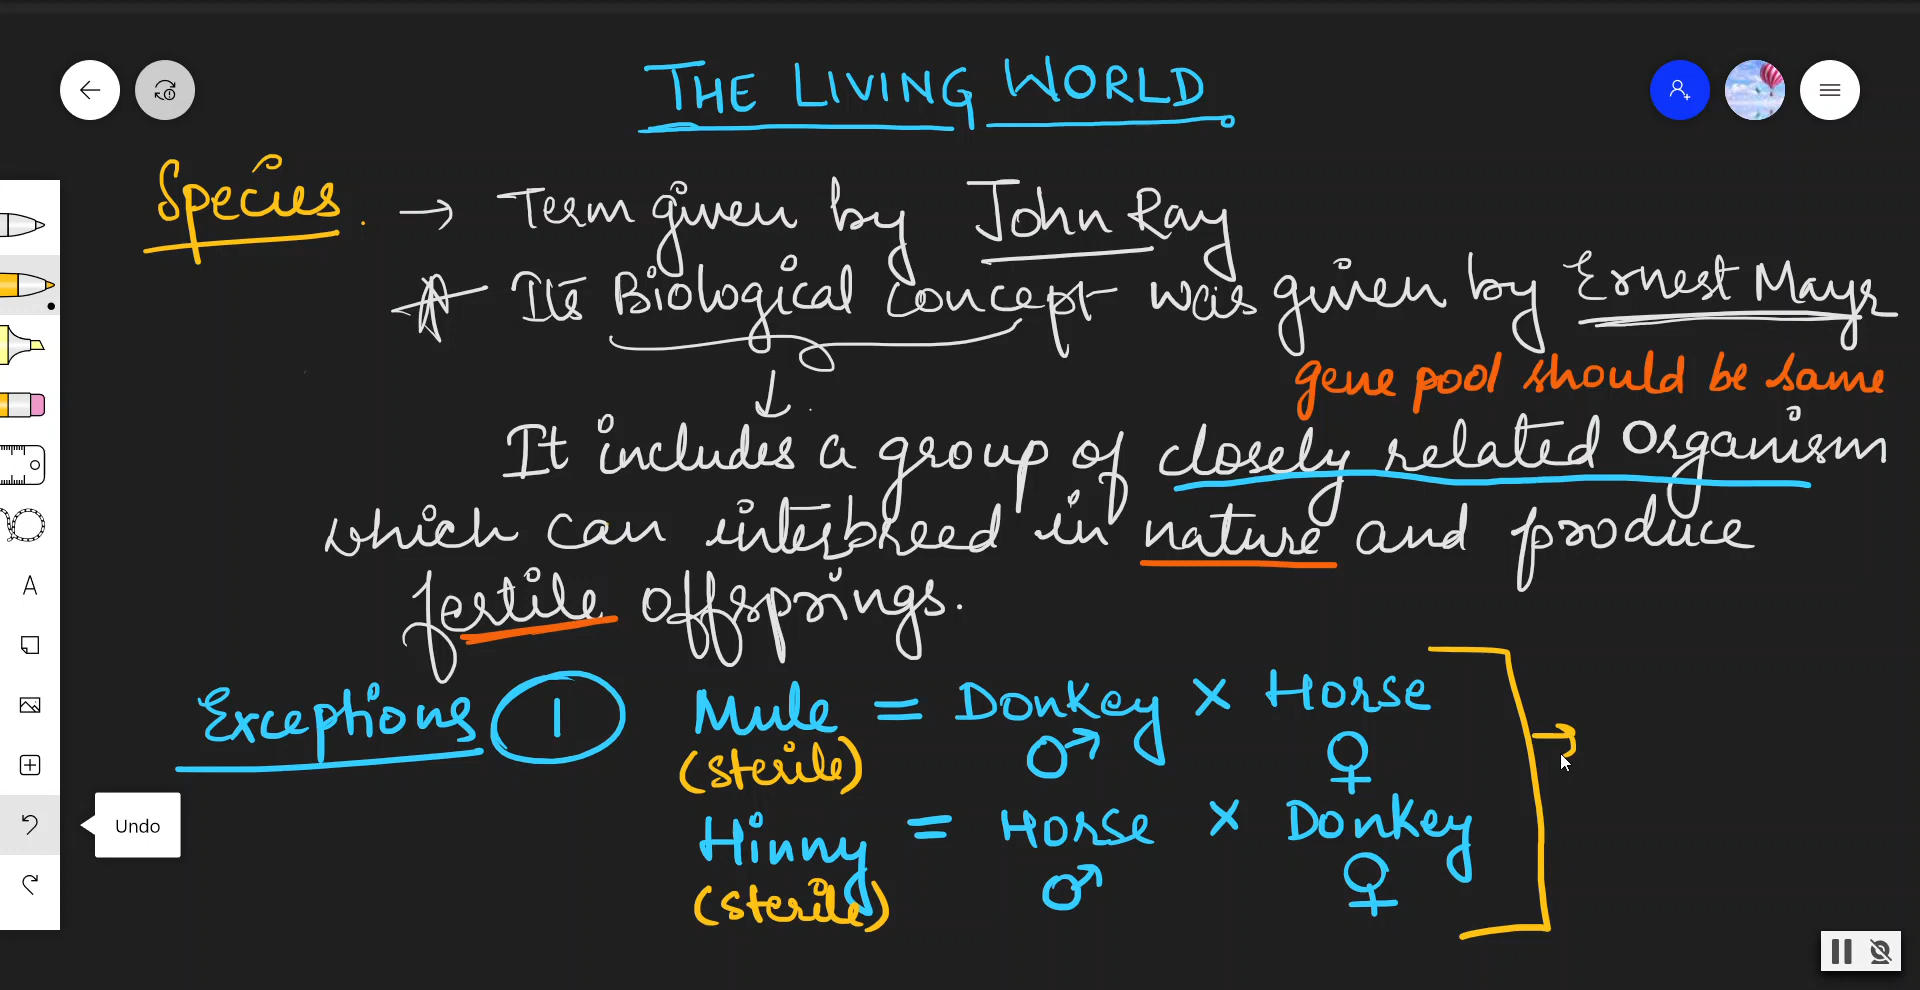 THE LIVING WORLD
Species → Term given by John Ray
Its Biological concept was given by Ernest Mayr
gene pool should be same
It includes a group of closely related organism
which can interbreed in nature and produce
fertile offsprings.
Exceptions 1 Mule = Donkey × Horse
(sterile) ♂ ♀
Hinny = Horse × Donkey
(sterile) ♂ ♀
A
Undo